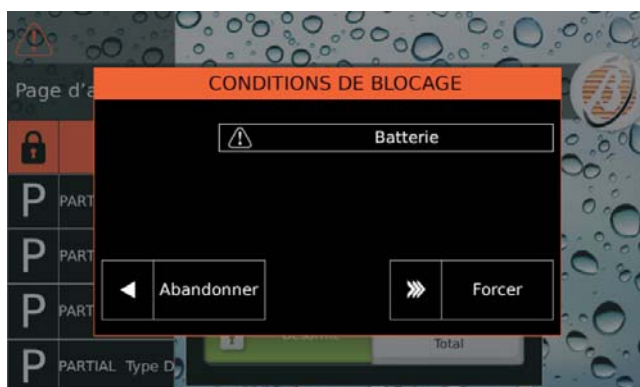 CONDITIONS DE BLOCAGE
Page d'a
Batterie
P PART
P PART
Abandonner
Forcer
P PART
Total
P PARTIAL Type D